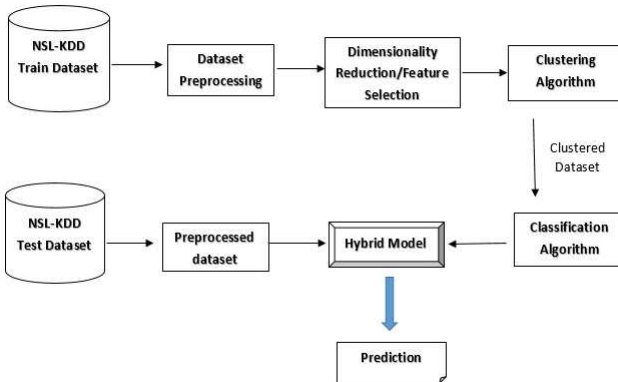 NSL-KDD
Train Dataset
Dataset
Preprocessing
Dimensionality
Reduction/Feature
Selection
Clustering
Algorithm
Clustered
Dataset
NSL-KDD
Test Dataset
Preprocessed
dataset
Hybrid Model
Classification
Algorithm
Prediction